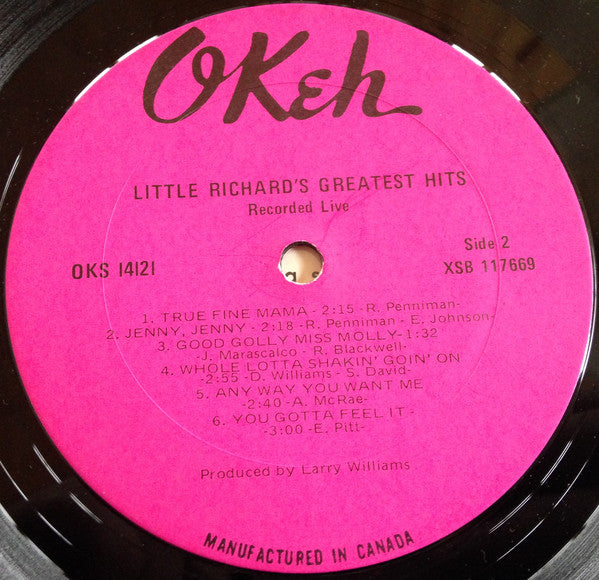 OKeh
LITTLE RICHARD'S GREATEST HITS
Recorded Live
OKS 14121
Side 2
XSB 117669
1. TRUE FINE MAMA - 2:15 -R. Penniman-
2. JENNY, JENNY - 2:18 -R. Penniman - E. Johnson-
3. GOOD GOLLY MISS MOLLY-1:32
-J. Marascalco - R. Blackwell-
4. WHOLE LOTTA SHAKIN' GOIN' ON
-2:55 -D. Williams - S. David-
5. ANY WAY YOU WANT ME
-2:40 -A. McRae-
6. YOU GOTTA FEEL IT -
-3:00 -E. Pitt-
Produced by Larry Williams
MANUFACTURED IN CANADA